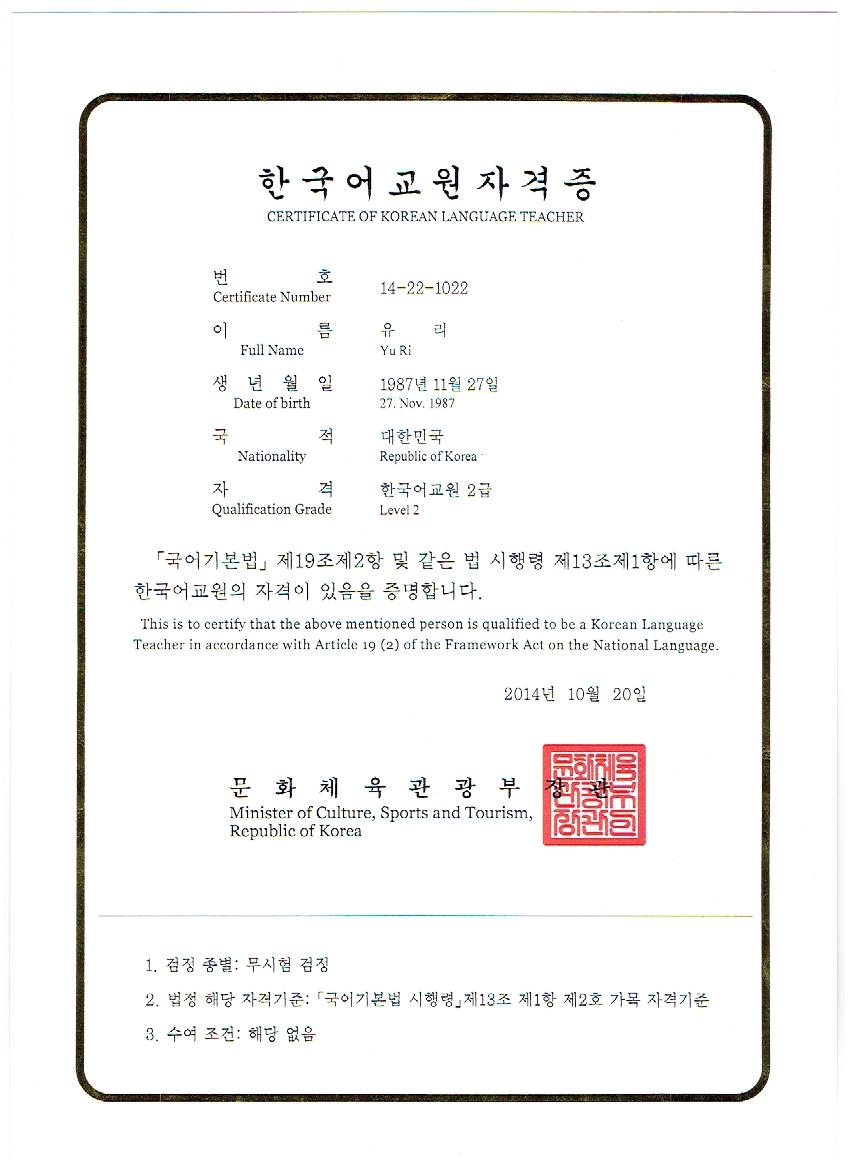 한국어교원자격증
CERTIFICATE OF KOREAN LANGUAGE TEACHER
번 호
Certificate Number
14-22-1022
이 름
Full Name
유 리
Yu Ri
생 년 월 일
Date of birth
1987년 11월 27일
27. Nov. 1987
국 적
Nationality
대한민국
Republic of Korea
자 격
Qualification Grade
한국어교원 2급
Level 2
「국어기본법」 제19조제2항 및 같은 법 시행령 제13조제1항에 따른
한국어교원의 자격이 있음을 증명합니다.
This is to certify that the above mentioned person is qualified to be a Korean Language
Teacher in accordance with Article 19 (2) of the Framework Act on the National Language.
2014년 10월 20일
문 화 체 육 관 광 부 장 관
Minister of Culture, Sports and Tourism,
Republic of Korea
1. 검정 종별: 무시험 검정
2. 법정 해당 자격기준: 「국어기본법 시행령」제13조 제1항 제2호 가목 자격기준
3. 수여 조건: 해당 없음